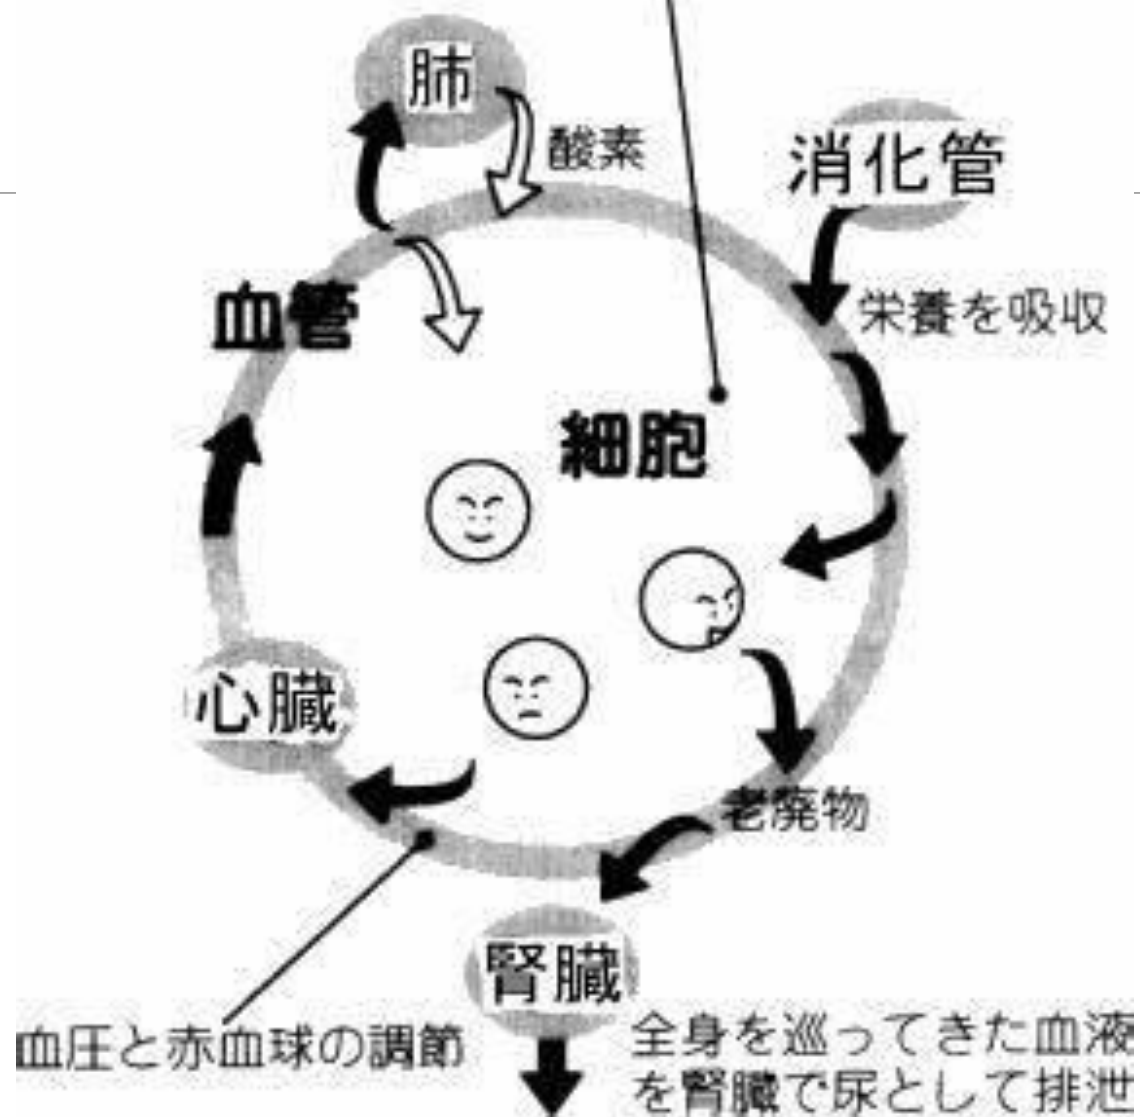 肺
酸素
消化管
血管
栄養を吸収
細胞
心臓
老廃物
腎臓
血圧と赤血球の調節
全身を巡ってきた血液
を腎臓で尿として排泄